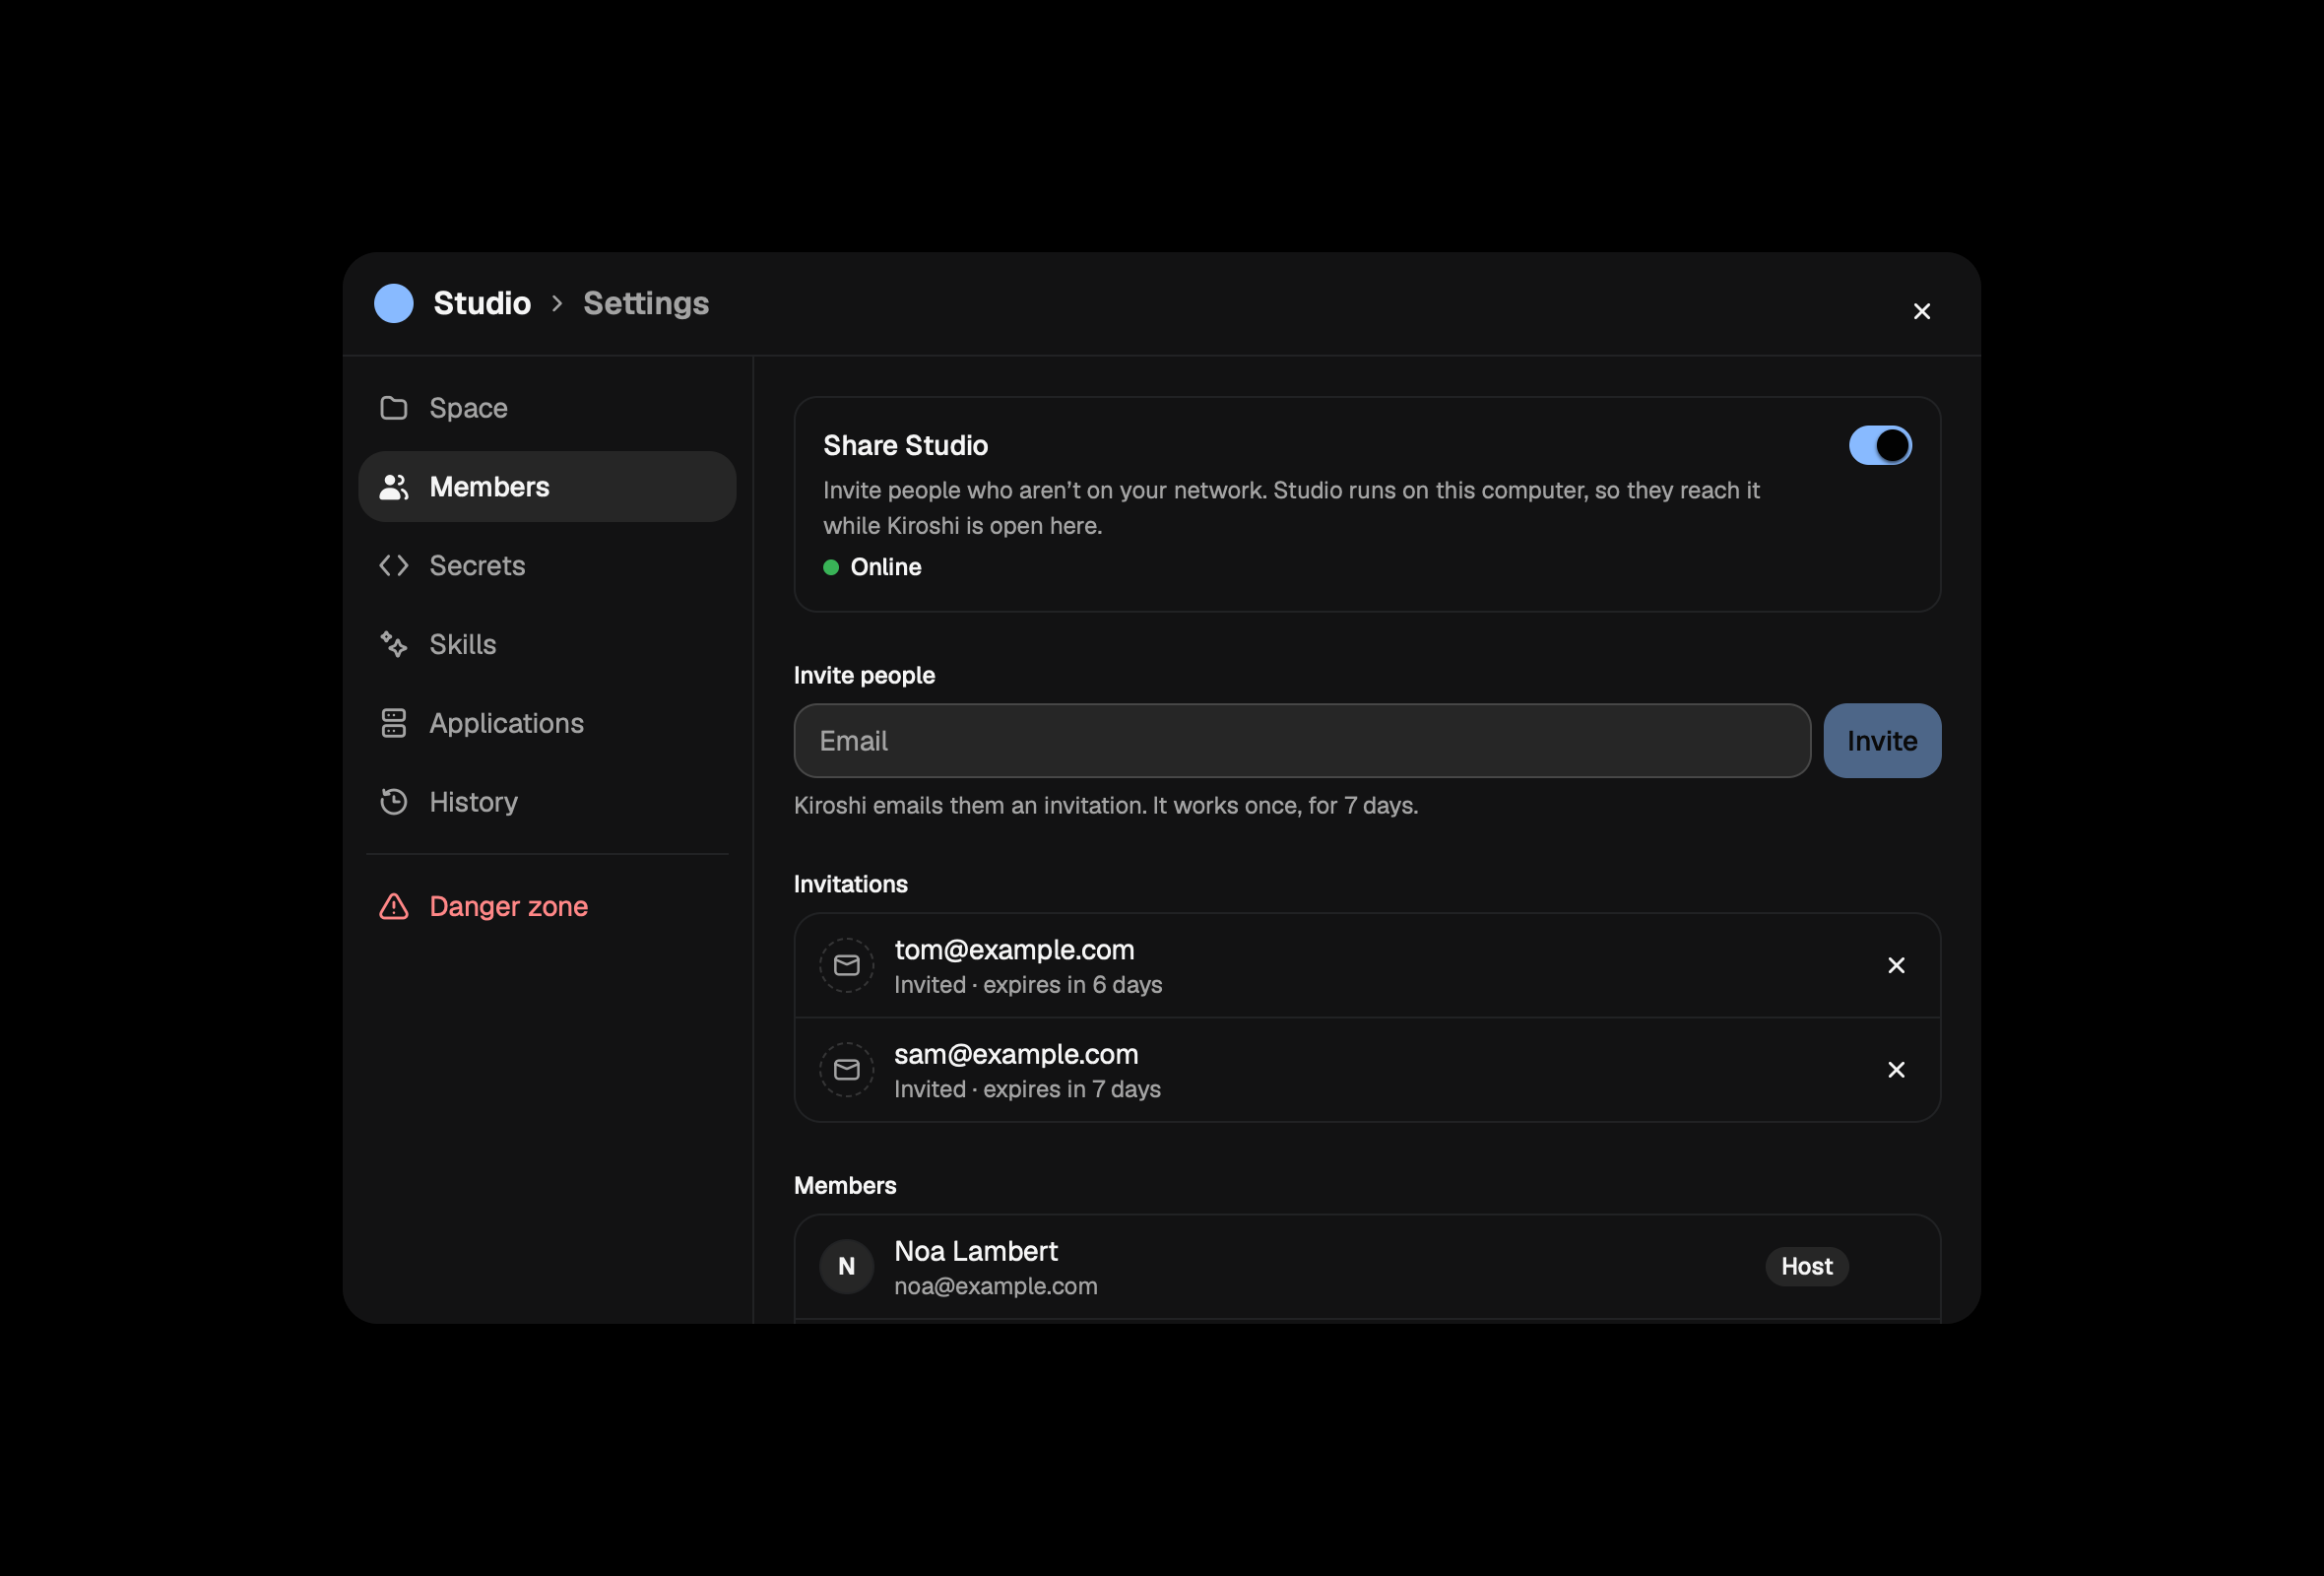 Studio > Settings
Space
Members
Secrets
Skills
Applications
History
Danger zone
Share Studio
Invite people who aren’t on your network. Studio runs on this computer, so they reach it
while Kiroshi is open here.
Online
Invite people
Email
Invite
Kiroshi emails them an invitation. It works once, for 7 days.
Invitations
tom@example.com
Invited · expires in 6 days
sam@example.com
Invited · expires in 7 days
Members
N
Noa Lambert
noa@example.com
Host